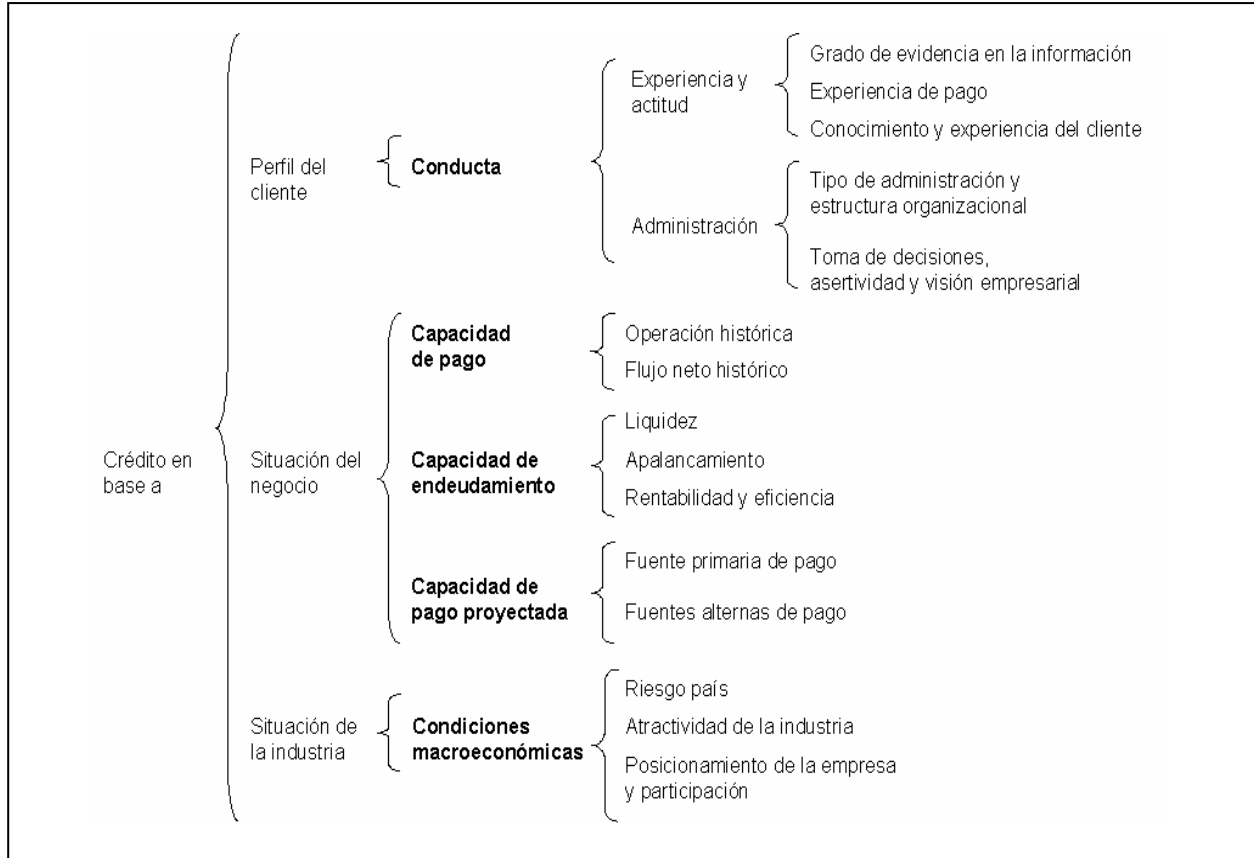 Crédito en
base a
Perfil del
cliente
Conducta
Experiencia y
actitud
Grado de evidencia en la información
Experiencia de pago
Conocimiento y experiencia del cliente
Administración
Tipo de administración y
estructura organizacional
Toma de decisiones,
asertividad y visión empresarial
Situación del
negocio
Capacidad
de pago
Operación histórica
Flujo neto histórico
Capacidad de
endeudamiento
Liquidez
Apalancamiento
Rentabilidad y eficiencia
Capacidad de
pago proyectada
Fuente primaria de pago
Fuentes alternas de pago
Situación de
la industria
Condiciones
macroeconómicas
Riesgo país
Atractividad de la industria
Posicionamiento de la empresa
y participación